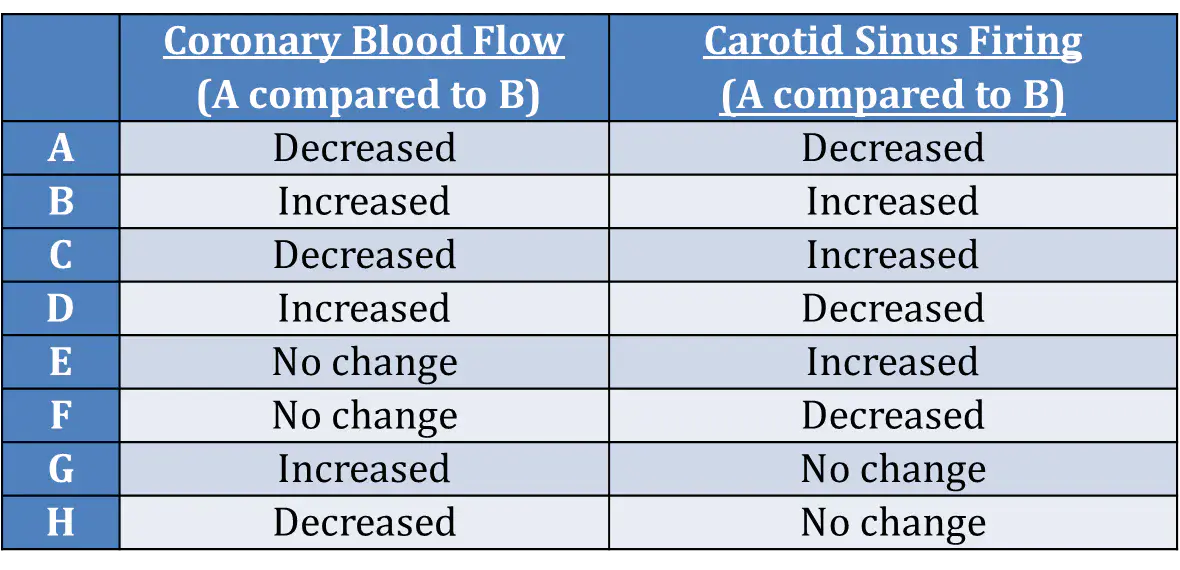 Coronary Blood Flow Carotid Sinus Firing
(A compared to B) (A compared to B)
A Decreased Decreased
B Increased Increased
C Decreased Increased
D Increased Decreased
E No change Increased
F No change Decreased
G Increased No change
H Decreased No change